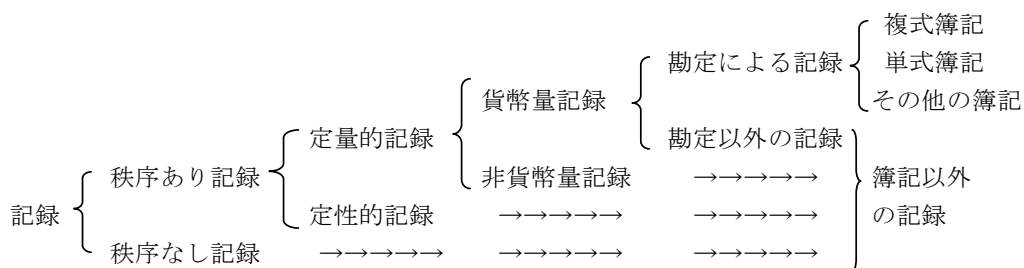 複式簿記
勘定による記録 単式簿記
貨幣量記録 その他の簿記
定量的記録 勘定以外の記録
秩序あり記録 非貨幣量記録 →→→→→ 簿記以外
記録 定性的記録 →→→→→ →→→→→ の記録
秩序なし記録 →→→→→ →→→→→ →→→→→